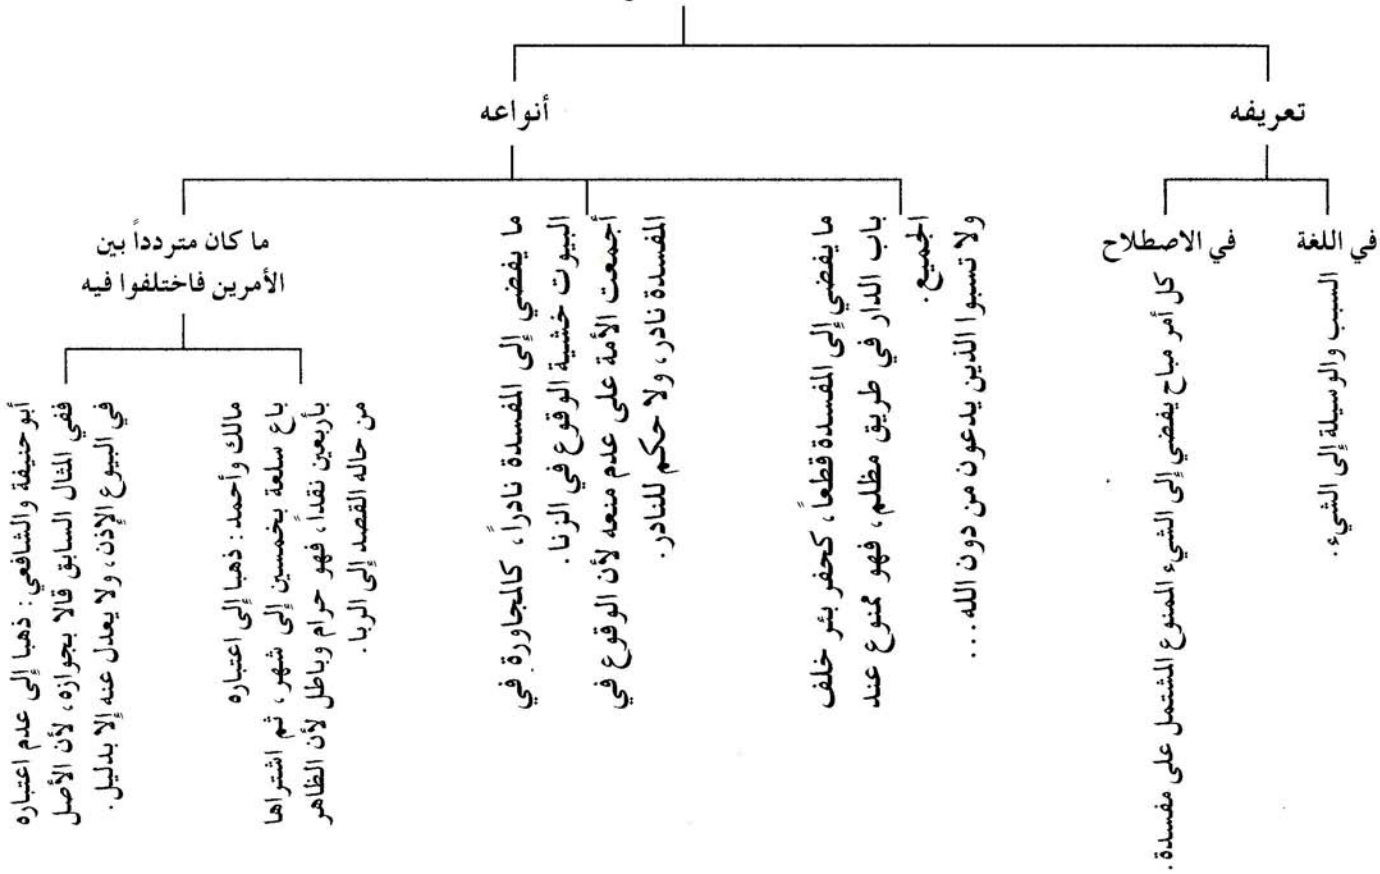 تعريفه
في اللغة
السبب والوسيلة إلى الشيء.
في الاصطلاح
كل أمر مباح يفضي إلى الشيء الممنوع المشتمل على مفسدة.
أنواعه
ما يفضي إلى المفسدة قطعاً، كحفر بئر خلف
باب الدار في طريق مظلم، فهو ممنوع عند
الجميع.
ولا تسبوا الذين يدعون من دون الله....
ما يفضي إلى المفسدة نادراً، كالمجاورة في
البيوت خشية الوقوع في الزنا.
أجمعت الأمة على عدم منعه لأن الوقوع في
المفسدة نادر، ولا حكم للنادر.
ما كان متردداً بين
الأمرين فاختلفوا فيه
مالك وأحمد: ذهبا إلى اعتباره
باع سلعة بخمسين إلى شهر، ثم اشتراها
بأربعين نقداً، فهو حرام وباطل لأن الظاهر
من حاله القصد إلى الربا.
أبو حنيفة والشافعي: ذهبا إلى عدم اعتباره
ففي المثال السابق قالا بجوازه، لأن الأصل
في البيوع الإذن، ولا يعدل عنه إلا بدليل.